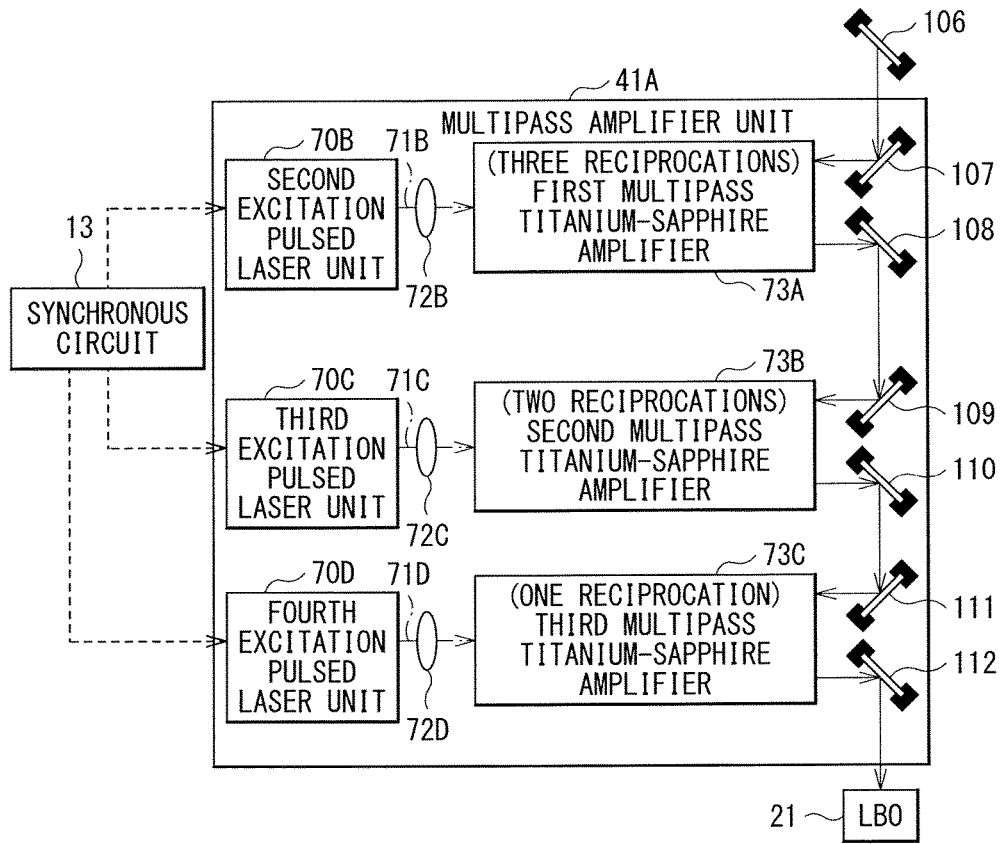 106
41A
MULTIPASS AMPLIFIER UNIT
70B
SECOND
EXCITATION
PULSED
LASER UNIT
71B
72B
(THREE RECIPROCATIONS)
FIRST MULTIPASS
TITANIUM-SAPPHIRE
AMPLIFIER
73A
107
108
13
SYNCHRONOUS
CIRCUIT
70C
THIRD
EXCITATION
PULSED
LASER UNIT
71C
72C
73B
(TWO RECIPROCATIONS)
SECOND MULTIPASS
TITANIUM-SAPPHIRE
AMPLIFIER
109
110
70D
FOURTH
EXCITATION
PULSED
LASER UNIT
71D
72D
73C
(ONE RECIPROCATION)
THIRD MULTIPASS
TITANIUM-SAPPHIRE
AMPLIFIER
111
112
21
LBO